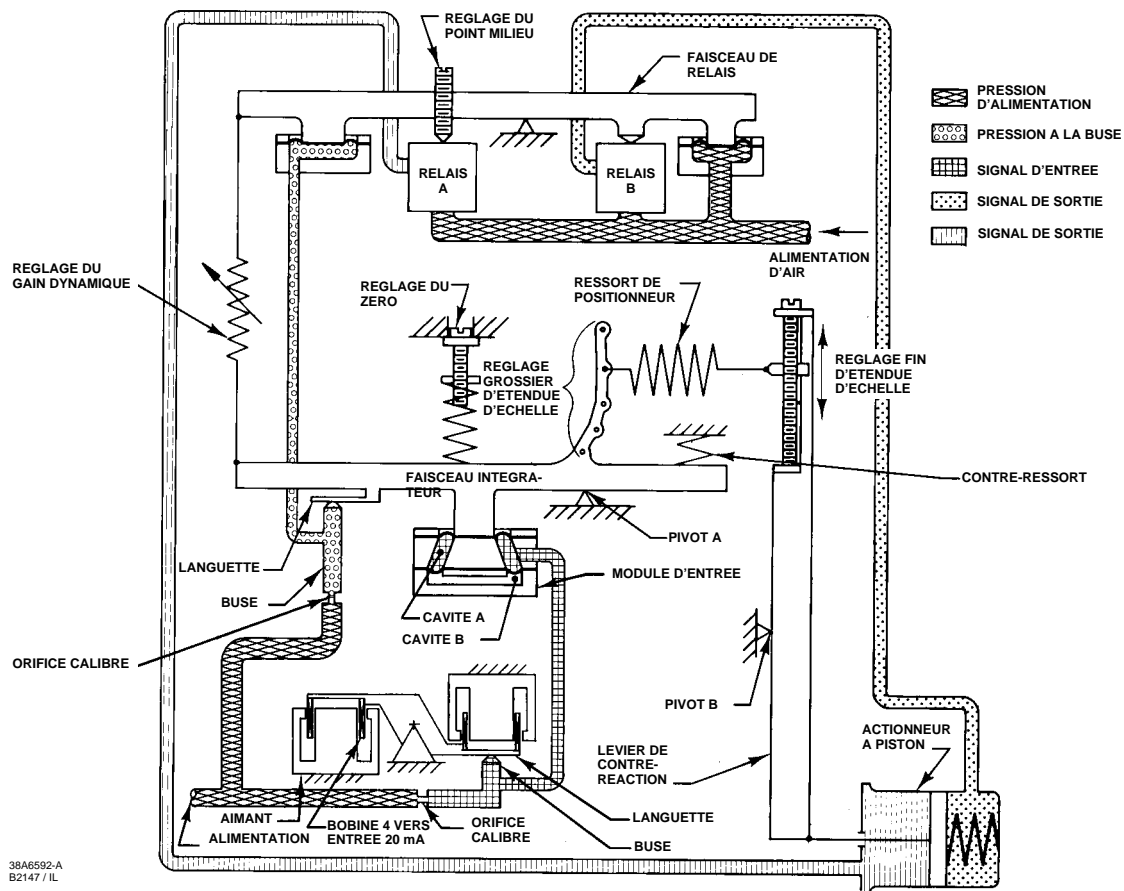 REGLAGE DU
POINT MILIEU
FAISCEAU DE
RELAIS
PRESSION
D'ALIMENTATION
PRESSION A LA BUSE
SIGNAL D'ENTREE
SIGNAL DE SORTIE
SIGNAL DE SORTIE
RELAIS
A
RELAIS
B
ALIMENTATION
D'AIR
REGLAGE DU
GAIN DYNAMIQUE
REGLAGE DU
ZERO
RESSORT DE
POSITIONNEUR
REGLAGE
GROSSIER
D'ETENDUE
D'ECHELLE
REGLAGE FIN
D'ETENDUE
D'ECHELLE
FAISCEAU INTEGRA-
TEUR
CONTRE-RESSORT
PIVOT A
LANGUETTE
MODULE D'ENTREE
BUSE
CAVITE A
CAVITE B
ORIFICE CALIBRE
PIVOT B
ACTIONNEUR
A PISTON
LEVIER DE
CONTRE-
REACTION
AIMANT
ALIMENTATION
BOBINE 4 VERS
ENTREE 20 mA
ORIFICE
CALIBRE
LANGUETTE
BUSE
38A6592-A
B2147 / IL